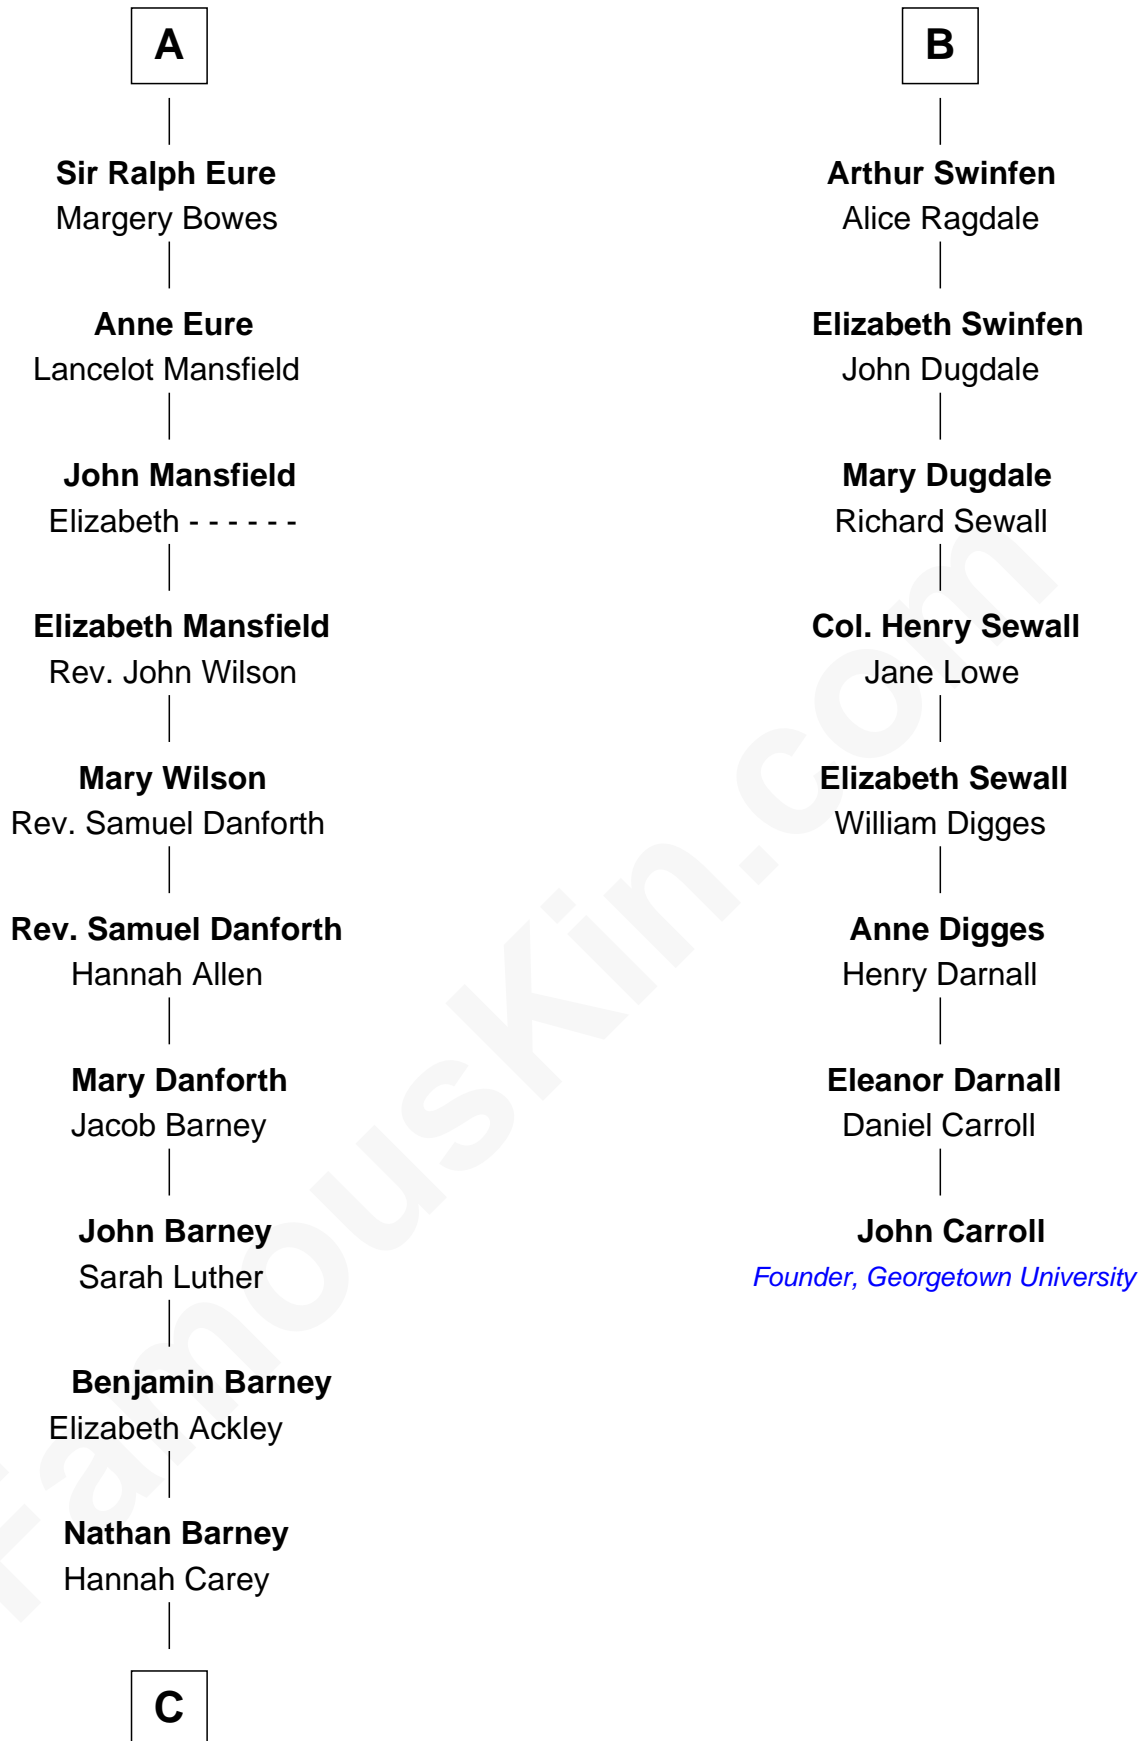 A
Sir Ralph Eure
Margery Bowes
Anne Eure
Lancelot Mansfield
John Mansfield
Elizabeth - - - - - -
Elizabeth Mansfield
Rev. John Wilson
Mary Wilson
Rev. Samuel Danforth
Rev. Samuel Danforth
Hannah Allen
Mary Danforth
Jacob Barney
John Barney
Sarah Luther
Benjamin Barney
Elizabeth Ackley
Nathan Barney
Hannah Carey
C
B
Arthur Swinfen
Alice Ragdale
Elizabeth Swinfen
John Dugdale
Mary Dugdale
Richard Sewall
Col. Henry Sewall
Jane Lowe
Elizabeth Sewall
William Digges
Anne Digges
Henry Darnall
Eleanor Darnall
Daniel Carroll
John Carroll
Founder, Georgetown University
FamousKin.com